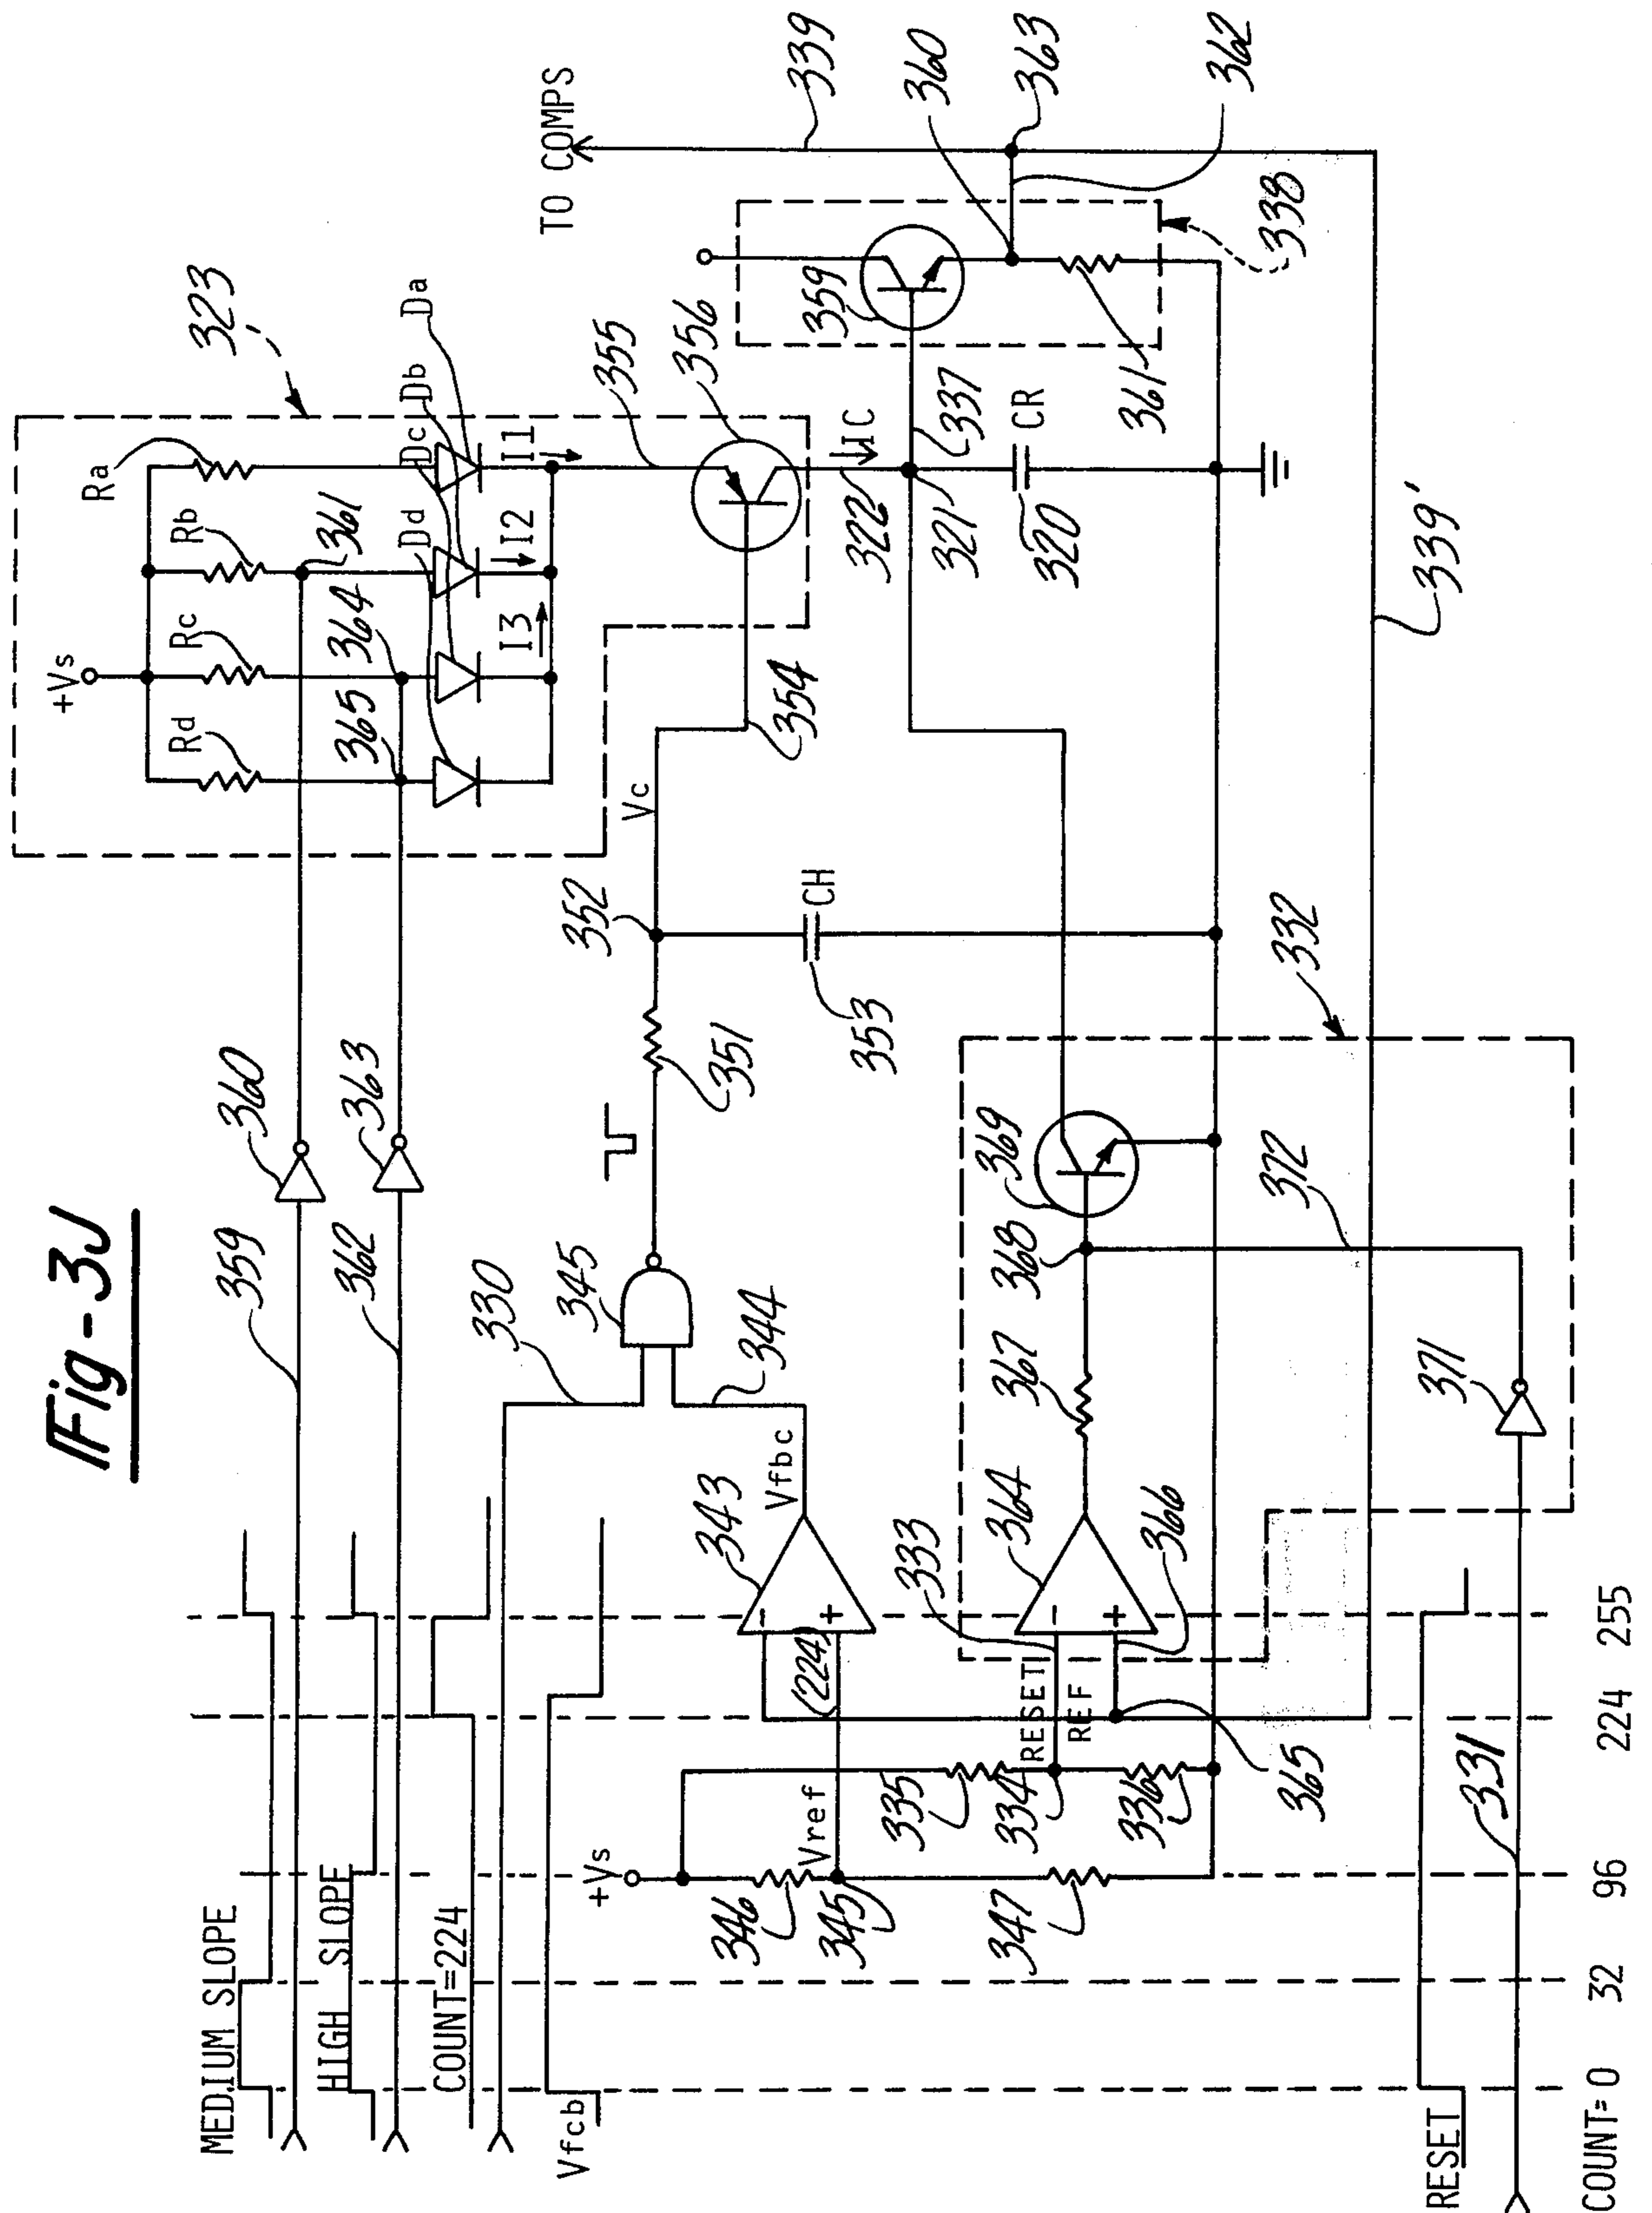 Fig-3J
MEDIUM SLOPE
359
360
HIGH SLOPE
362
363
COUNT=224
330
Vfcb
+Vs
Rd
Rc
Rb
Ra
323
365
364
361
Dd
Dc
Db
Da
I3
I2
I1
355
356
345
344
351
352
Vc
354
353
CH
343
Vfbc
-
+
(224)
+Vs
346
Vref
345
347
335
334
336
RESET
REF
333
364
-
+
366
365
367
368
369
372
371
332
322
IC
321
337
320
CR
359
360
361
338
362
363
339
TO COMPS
339'
RESET
331
COUNT= 0 32 96 224 255